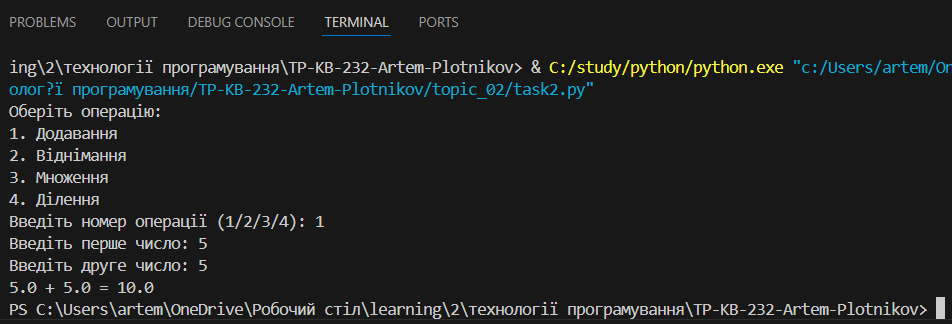 PROBLEMS OUTPUT DEBUG CONSOLE TERMINAL PORTS
ing\2\технології програмування\TP-KB-232-Artem-Plotnikov> & C:/study/python/python.exe "c:/Users/artem/On
олог?ї програмування/TP-KB-232-Artem-Plotnikov/topic_02/task2.py"
Оберіть операцію:
1. Додавання
2. Віднімання
3. Множення
4. Ділення
Введіть номер операції (1/2/3/4): 1
Введіть перше число: 5
Введіть друге число: 5
5.0 + 5.0 = 10.0
PS C:\Users\artem\OneDrive\Робочий стіл\learning\2\технології програмування\TP-KB-232-Artem-Plotnikov>